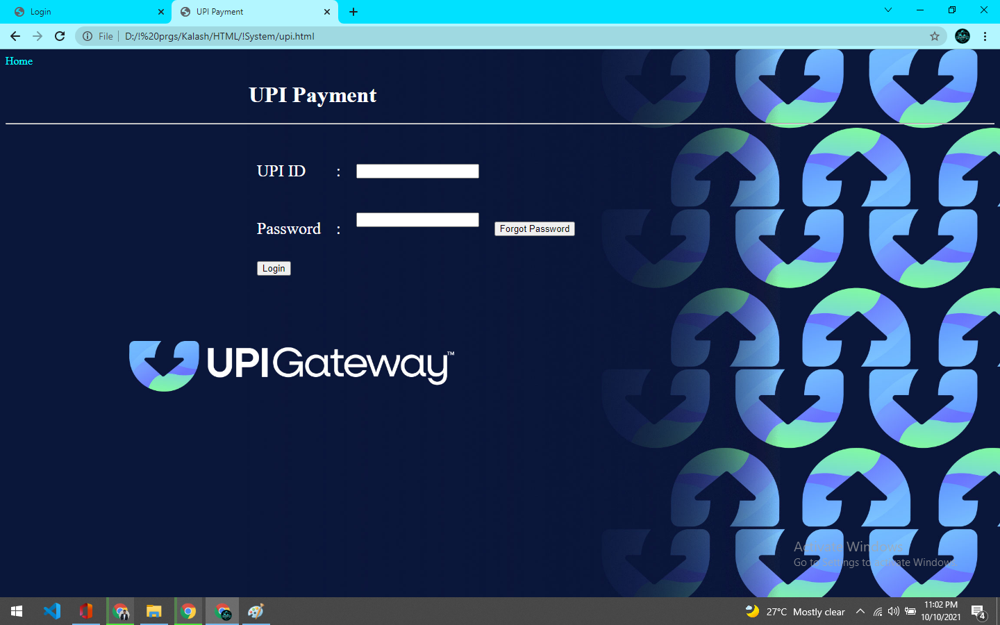 Login
UPI Payment
File
D:/!%20prgs/Kalash/HTML/!System/upi.html
Home
UPI Payment
UPI ID :
Password : Forgot Password
Login
UPIGateway™
Activate Windows
Go to Settings to activate Windows.
27°C Mostly clear
11:02 PM
10/10/2021
4